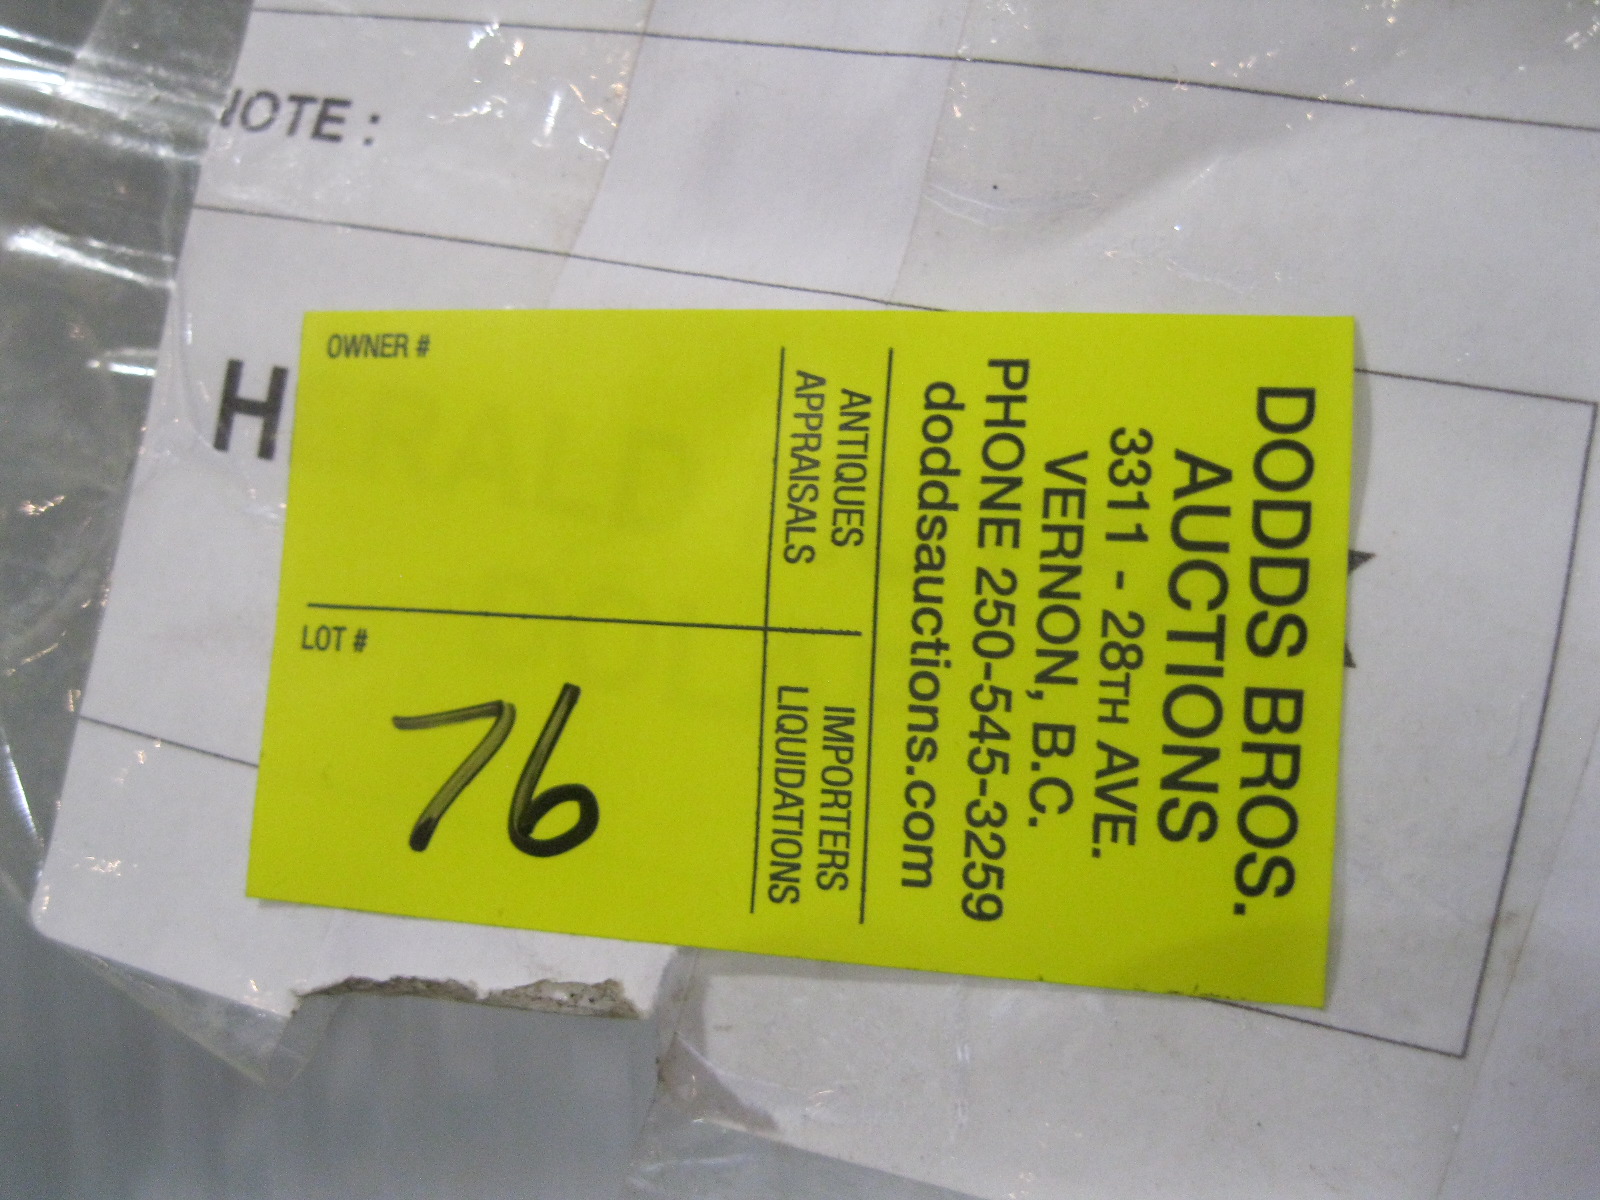 NOTE :
H
DODDS BROS.
AUCTIONS
3311 - 28TH AVE.
VERNON, B.C.
PHONE 250-545-3259
doddsauctions.com
ANTIQUES
APPRAISALS
IMPORTERS
LIQUIDATIONS
OWNER #
LOT #
76